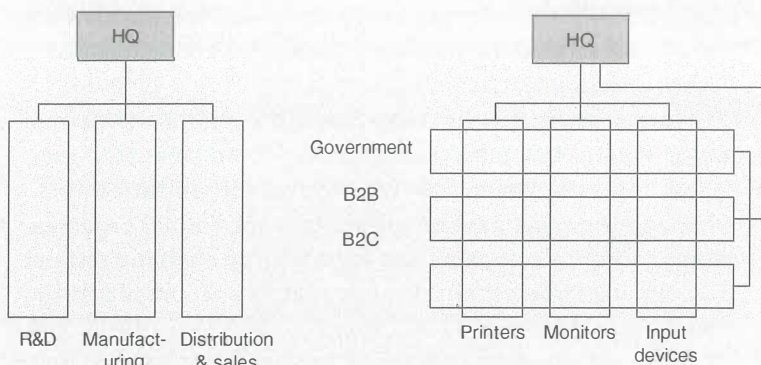 HQ
R&D
Manufact-
uring
Distribution
& sales
HQ
Government
B2B
B2C
Printers
Monitors
Input
devices